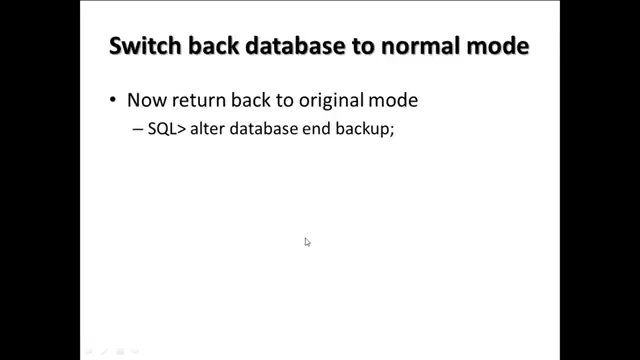 Switch back database to normal mode
• Now return back to original mode
– SQL> alter database end backup;